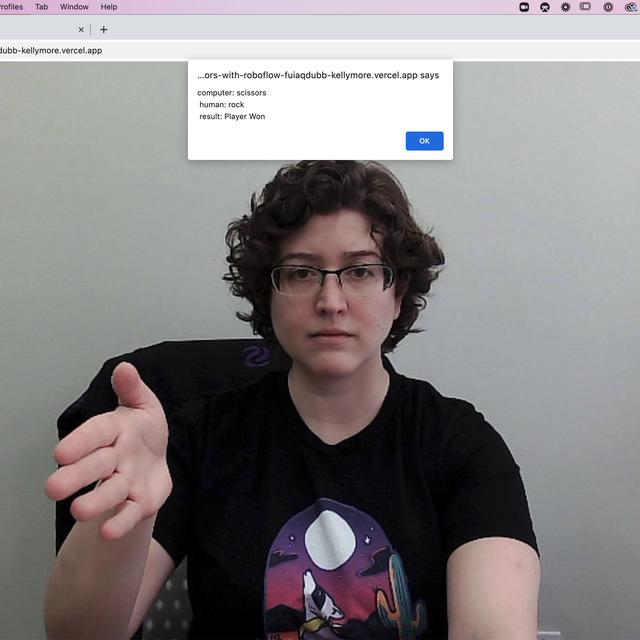 rofiles Tab Window Help
dubb-kellymore.vercel.app
...ors-with-roboflow-fuiaqdubb-kellymore.vercel.app says
computer: scissors
human: rock
result: Player Won
OK